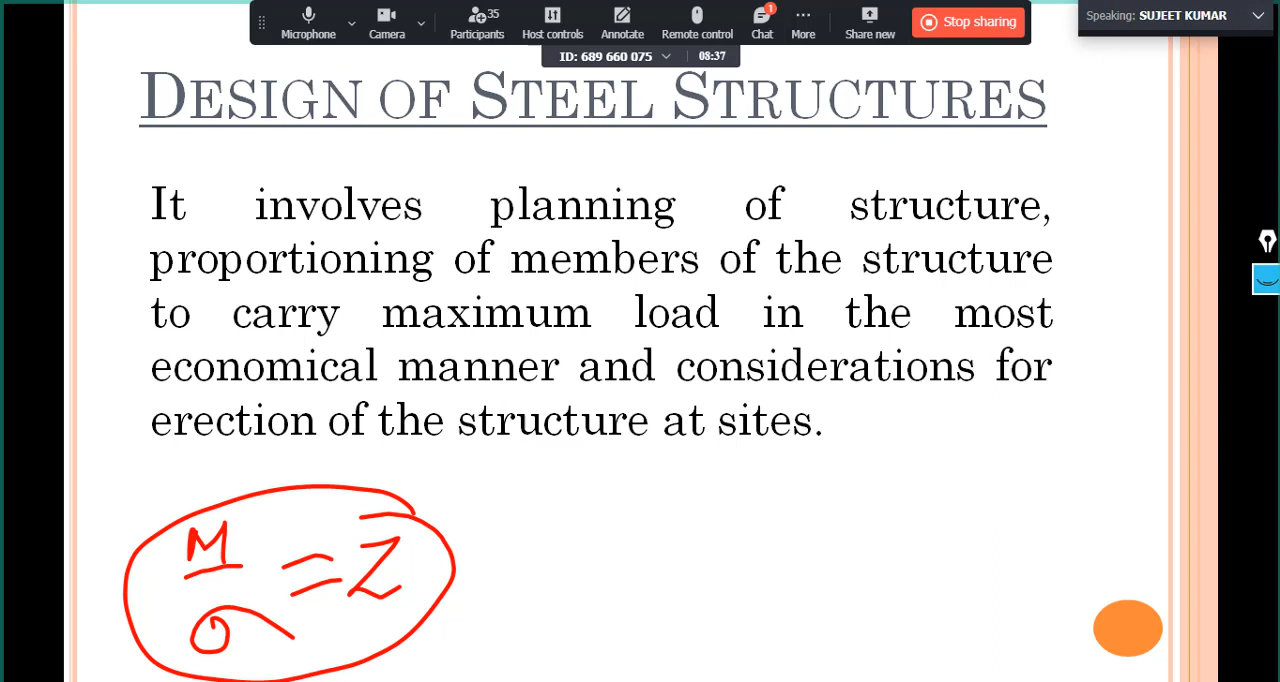 35
1
Microphone Camera Participants Host controls Annotate Remote control Chat More Share new Stop sharing
Speaking: SUJEET KUMAR
ID: 689 660 075 08:37
DESIGN OF STEEL STRUCTURES
It involves planning of structure,
proportioning of members of the structure
to carry maximum load in the most
economical manner and considerations for
erection of the structure at sites.
M/σ = Z